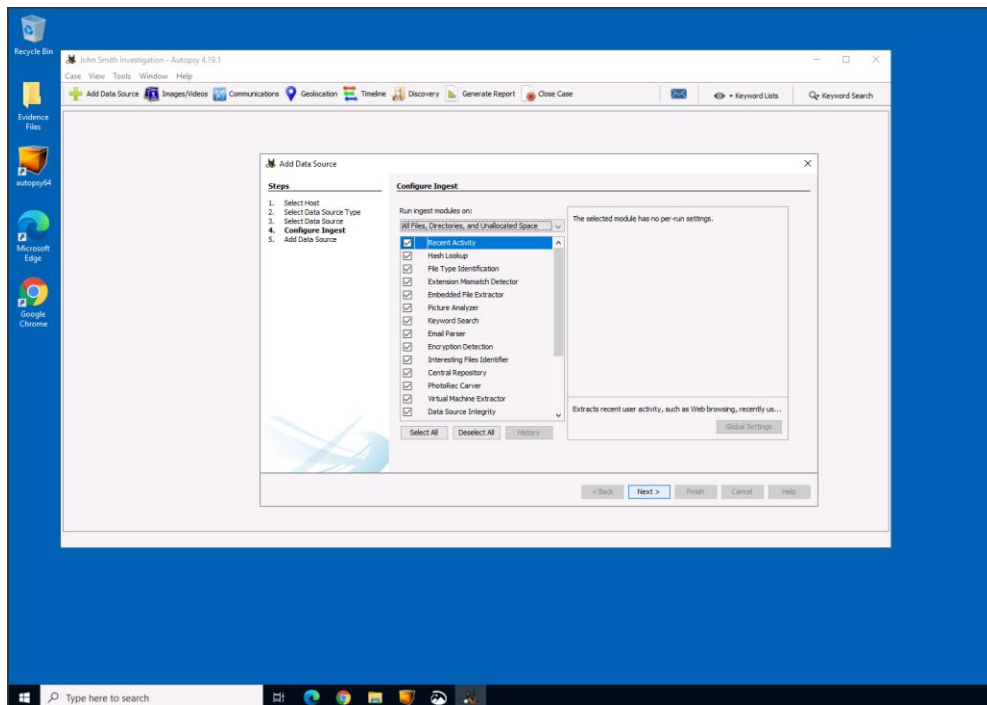 Recycle Bin
Evidence
Files
autopsy64
Microsoft
Edge
Google
Chrome
John Smith Investigation - Autopsy 4.19.1
Case View Tools Window Help
Add Data Source Images/Videos Communications Geolocation Timeline Discovery Generate Report Close Case Keyword Lists Keyword Search
Add Data Source
Steps
1. Select Host
2. Select Data Source Type
3. Select Data Source
4. Configure Ingest
5. Add Data Source
Configure Ingest
Run ingest modules on:
All Files, Directories, and Unallocated Space
Recent Activity
Hash Lookup
File Type Identification
Extension Mismatch Detector
Embedded File Extractor
Picture Analyzer
Keyword Search
Email Parser
Encryption Detection
Interesting Files Identifier
Central Repository
PhotoRec Carver
Virtual Machine Extractor
Data Source Integrity
Select All Deselect All History
The selected module has no per-run settings.
Extracts recent user activity, such as Web browsing, recently us...
Global Settings
< Back Next > Finish Cancel Help
Type here to search